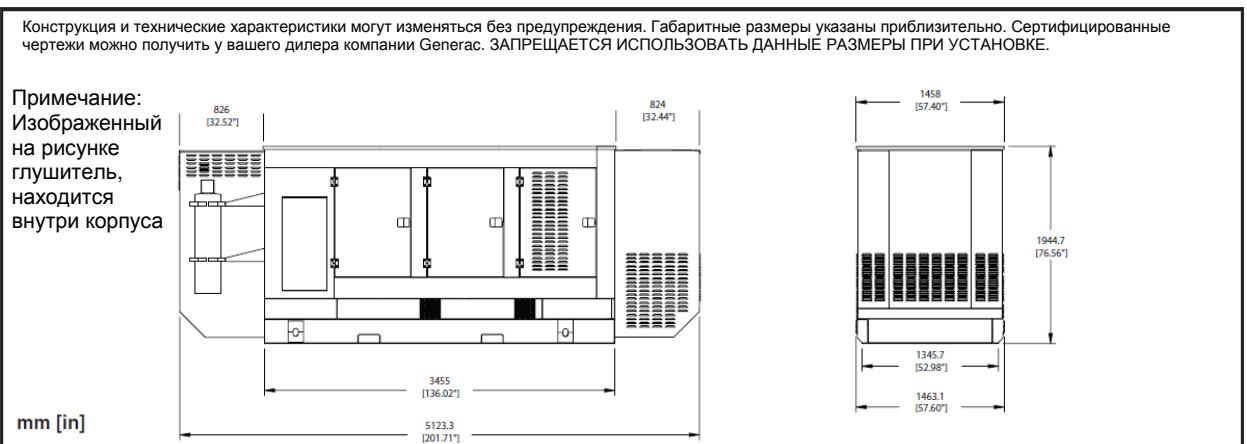 Конструкция и технические характеристики могут изменяться без предупреждения. Габаритные размеры указаны приблизительно. Сертифицированные
чертежи можно получить у вашего дилера компании Generac. ЗАПРЕЩАЕТСЯ ИСПОЛЬЗОВАТЬ ДАННЫЕ РАЗМЕРЫ ПРИ УСТАНОВКЕ.
Примечание:
Изображенный
на рисунке
глушитель,
находится
внутри корпуса
826
[32.52"]
824
[32.44"]
1458
[57.40"]
1944.7
[76.56"]
1345.7
[52.98"]
3455
[136.02"]
1463.1
[57.60"]
mm [in]
5123.3
[201.71"]